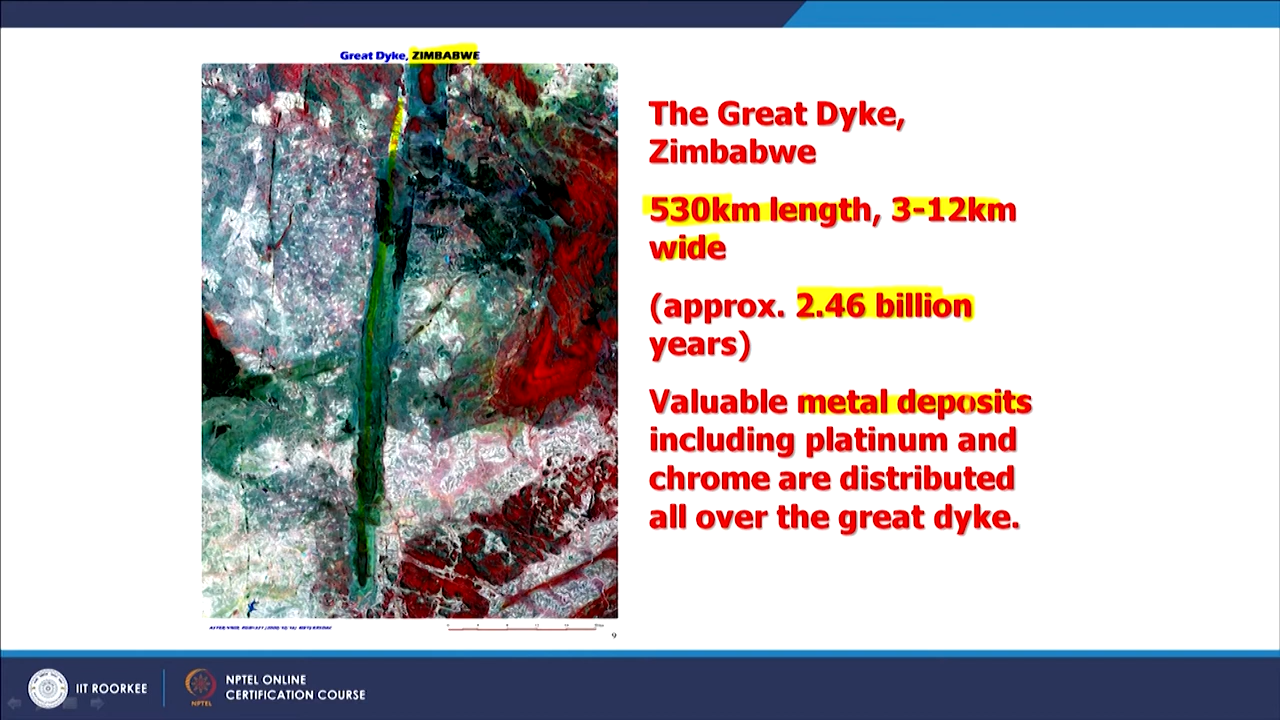 Great Dyke, ZIMBABWE
The Great Dyke,
Zimbabwe
530km length, 3-12km
wide
(approx. 2.46 billion
years)
Valuable metal deposits
including platinum and
chrome are distributed
all over the great dyke.
9
IIT ROORKEE
NPTEL
NPTEL ONLINE
CERTIFICATION COURSE